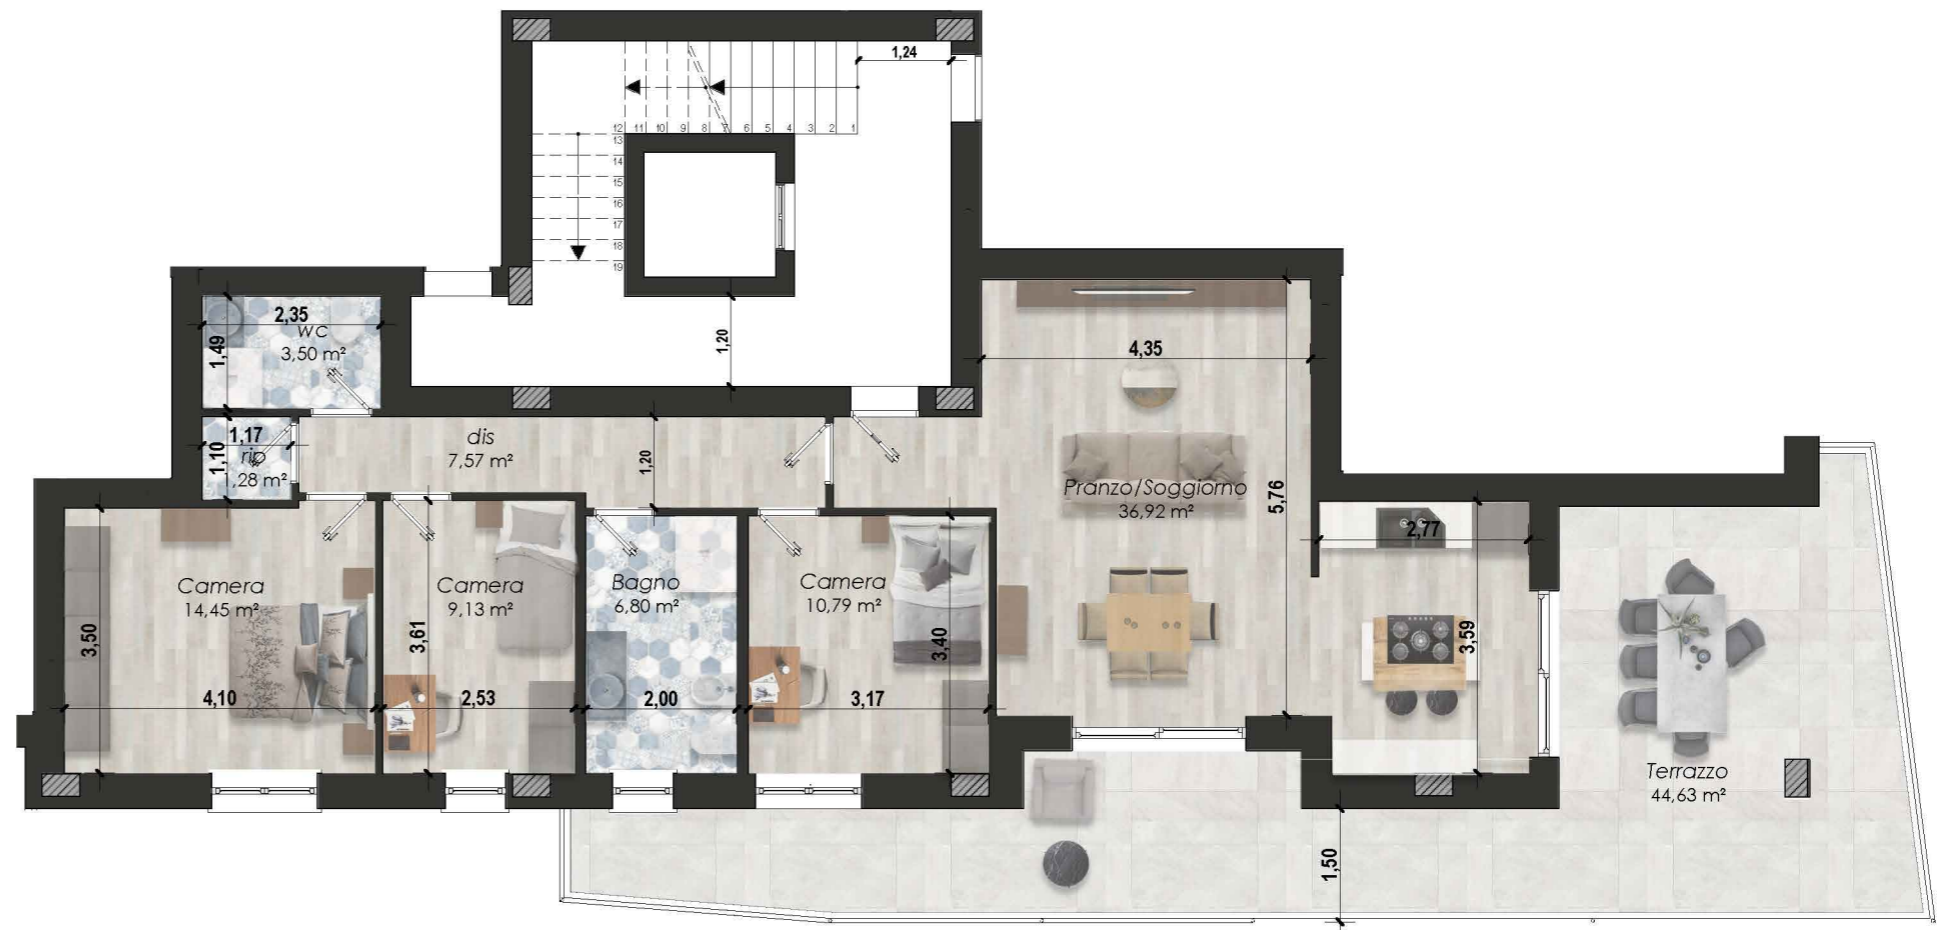 1,24
12 11 10 9 8 7 6 5 4 3 2 1
13
14
15
16
17
18
19
1,20
2,35
WC
3,50 m²
1,49
4,35
1,17
rip
1,28 m²
1,10
dis
7,57 m²
1,20
5,76
Pranzo/Soggiorno
36,92 m²
2,77
Camera
14,45 m²
3,50
4,10
Camera
9,13 m²
3,61
2,53
Bagno
6,80 m²
2,00
Camera
10,79 m²
3,40
3,17
3,59
Terrazzo
44,63 m²
1,50